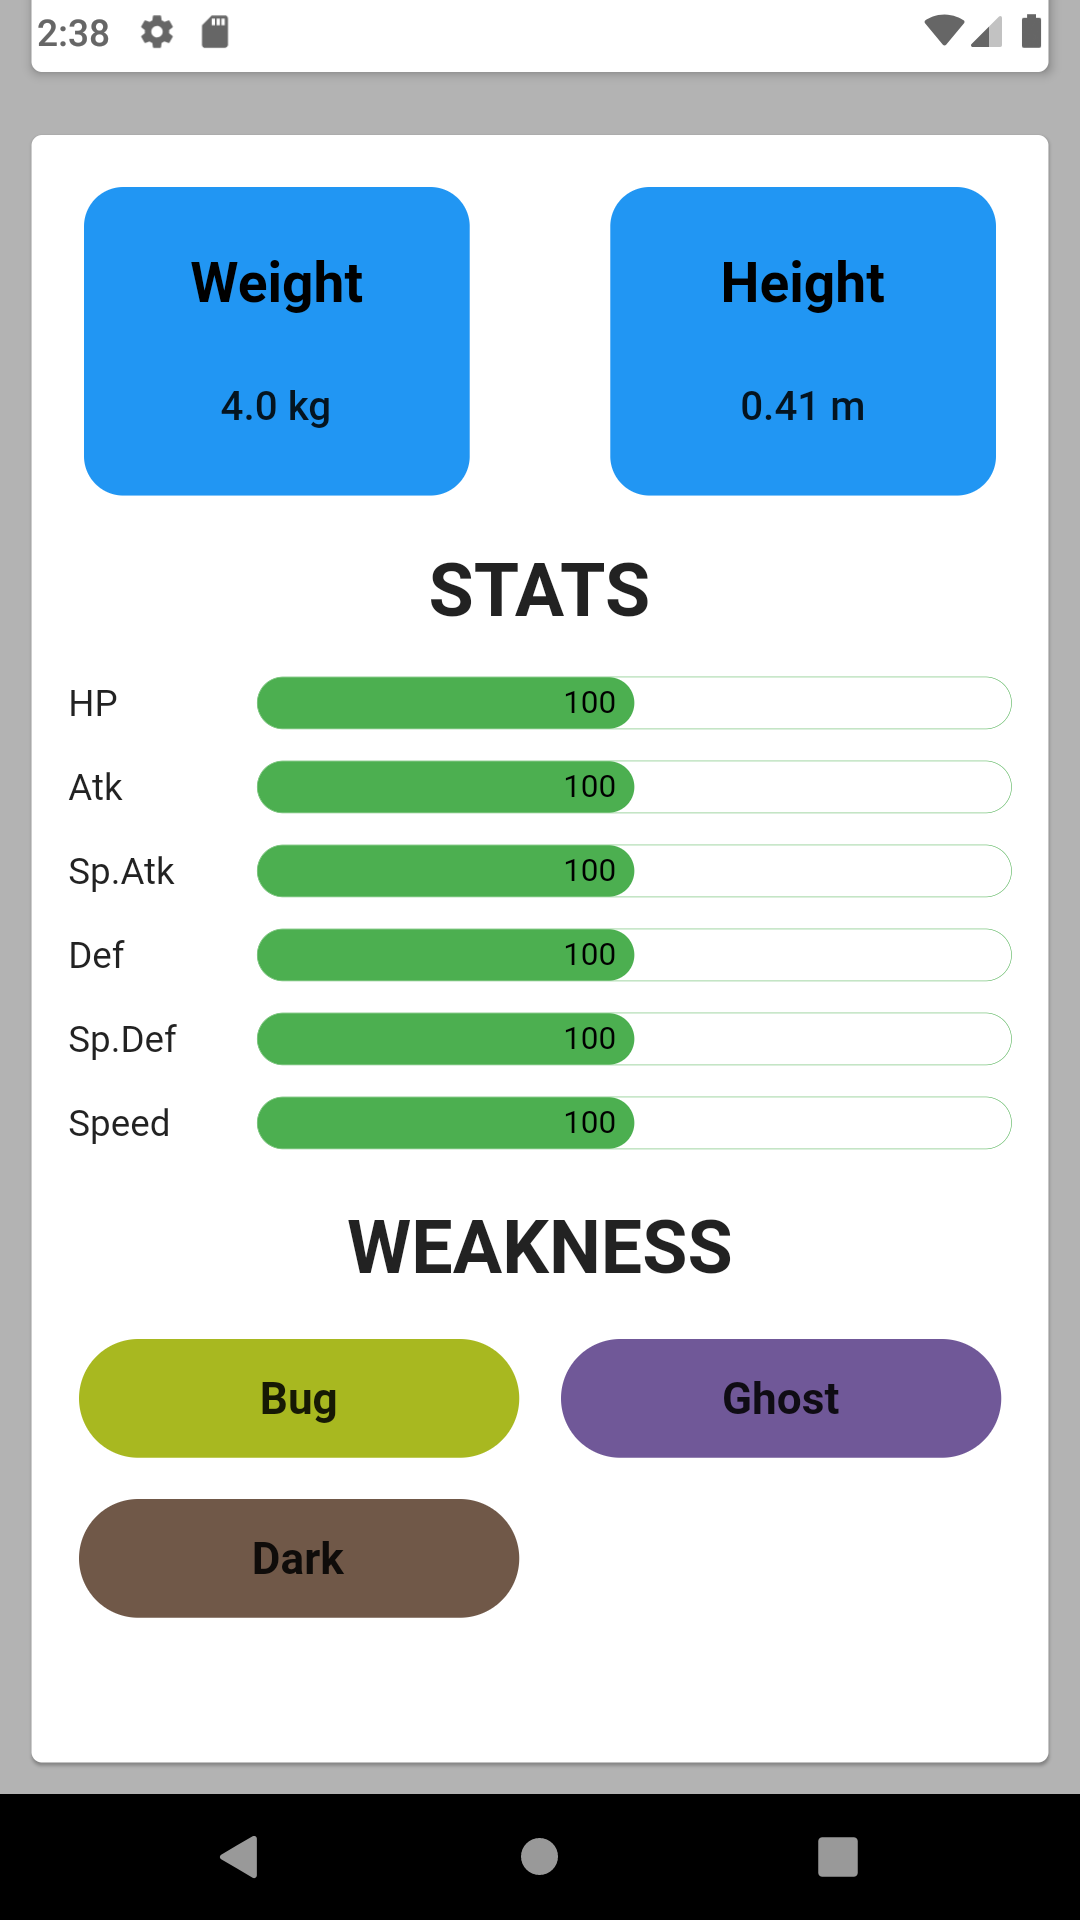 2:38
Weight
Height
4.0 kg
0.41 m
STATS
HP 100
Atk 100
Sp.Atk 100
Def 100
Sp.Def 100
Speed 100
WEAKNESS
Bug
Ghost
Dark